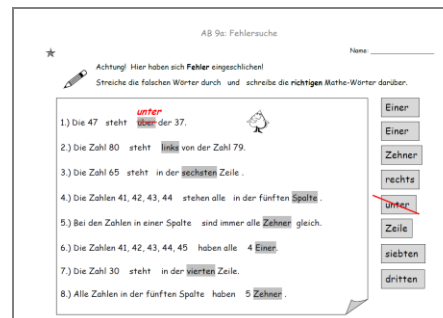 AB 9a: Fehlersuche
Name:
Achtung! Hier haben sich Fehler eingeschlichen!
Streiche die falschen Wörter durch und schreibe die richtigen Mathe-Wörter darüber.
unter
1.) Die 47 steht über der 37.
2.) Die Zahl 80 steht links von der Zahl 79.
3.) Die Zahl 65 steht in der sechsten Zeile .
4.) Die Zahlen 41, 42, 43, 44 stehen alle in der fünften Spalte .
5.) Bei den Zahlen in einer Spalte sind immer alle Zehner gleich.
6.) Die Zahlen 41, 42, 43, 44, 45 haben alle 4 Einer.
7.) Die Zahl 30 steht in der vierten Zeile.
8.) Alle Zahlen in der fünften Spalte haben 5 Zehner .
Einer
Einer
Zehner
rechts
unter
Zeile
siebten
dritten